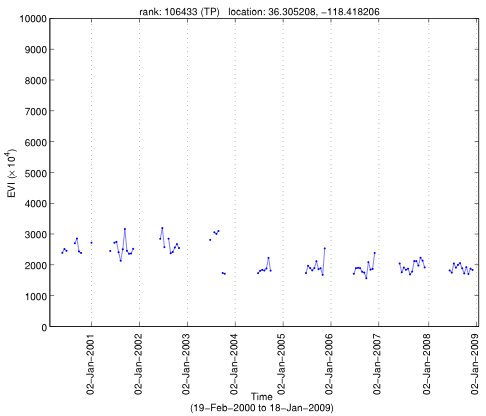 rank: 106433 (TP) location: 36.305208, −118.418206
10000
9000
8000
7000
6000
5000
4000
3000
2000
1000
0
EVI (× 10^4)
02−Jan−2001
02−Jan−2002
02−Jan−2003
02−Jan−2004
02−Jan−2005
02−Jan−2006
02−Jan−2007
02−Jan−2008
02−Jan−2009
Time
(19−Feb−2000 to 18−Jan−2009)